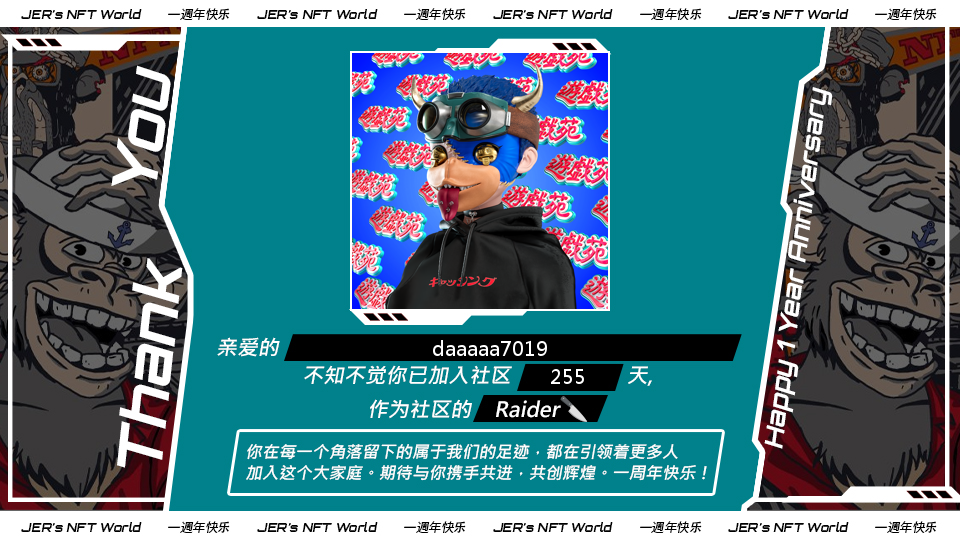 JER's NFT World 一週年快乐 JER's NFT World 一週年快乐 JER's NFT World 一週年快乐 JER's NFT World 一週年快乐
Thank You
遊戯苑
キャッシング
Happy 1 Year Anniversary
亲爱的 daaaaa7019
不知不觉你已加入社区 255 天,
作为社区的 Raider🔪
你在每一个角落留下的属于我们的足迹，都在引领着更多人
加入这个大家庭。期待与你携手共进，共创辉煌。一周年快乐！
JER's NFT World 一週年快乐 JER's NFT World 一週年快乐 JER's NFT World 一週年快乐 JER's NFT World 一週年快乐